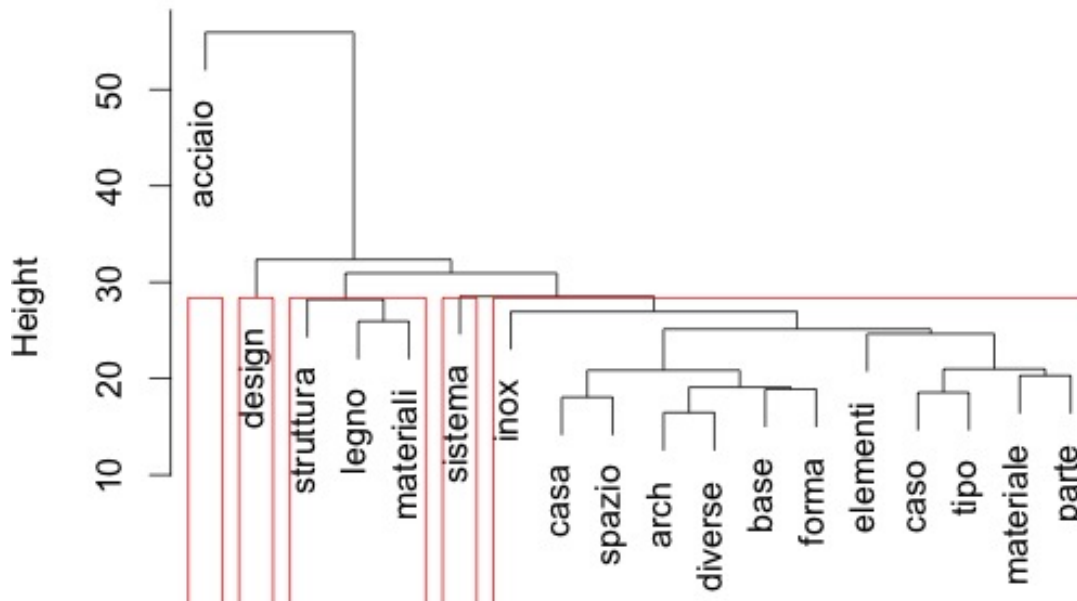 Height
50
40
30
20
10
acciaio
design
struttura
legno
materiali
sistema
inox
casa
spazio
arch
diverse
base
forma
elementi
caso
tipo
materiale
parte